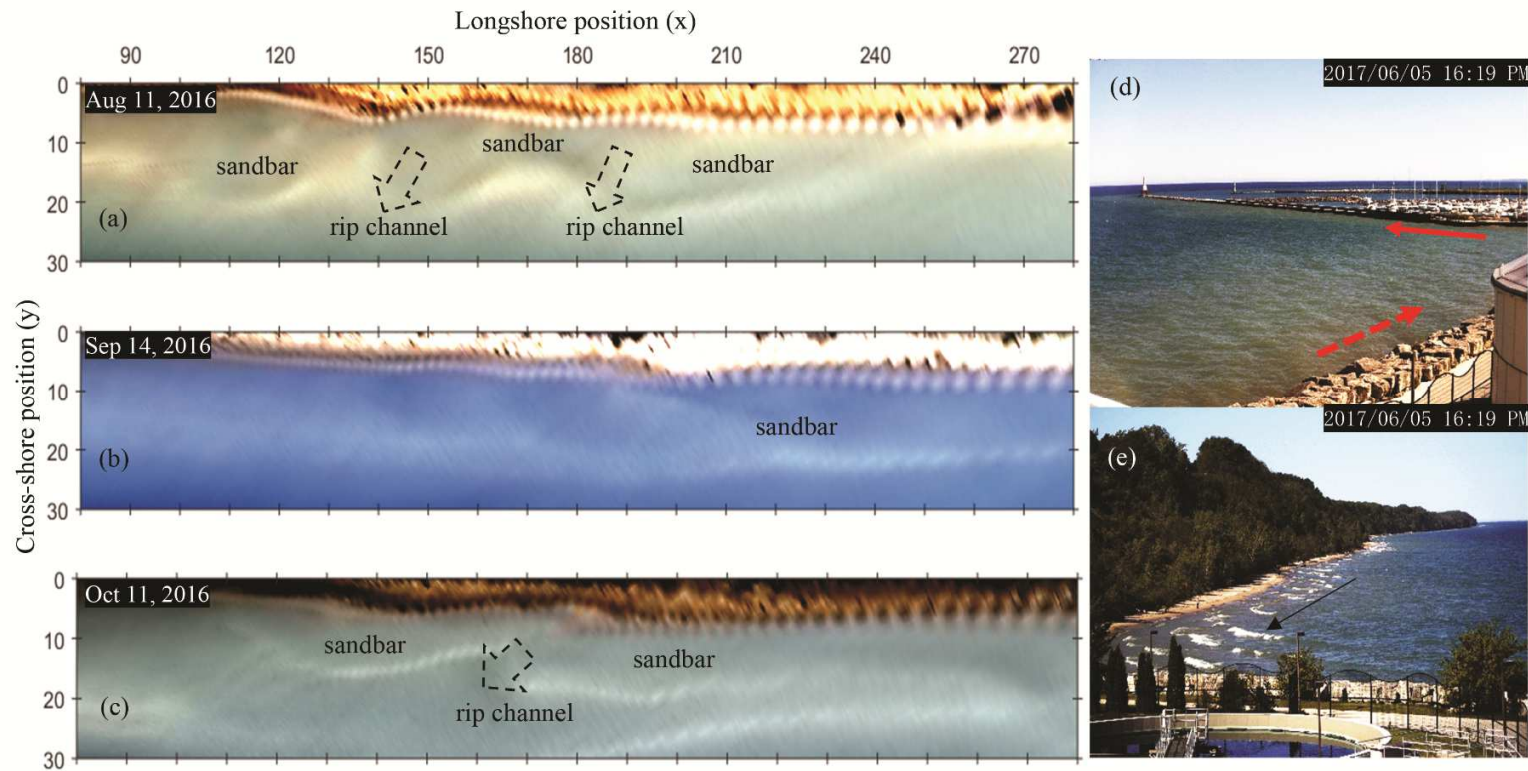 Longshore position (x)
90 120 150 180 210 240 270
Cross-shore position (y)
0
10
20
30
Aug 11, 2016
sandbar
sandbar
sandbar
rip channel
rip channel
(a)
0
10
20
30
Sep 14, 2016
sandbar
(b)
0
10
20
30
Oct 11, 2016
sandbar
sandbar
rip channel
(c)
(d)
2017/06/05 16:19 PM
2017/06/05 16:19 PM
(e)